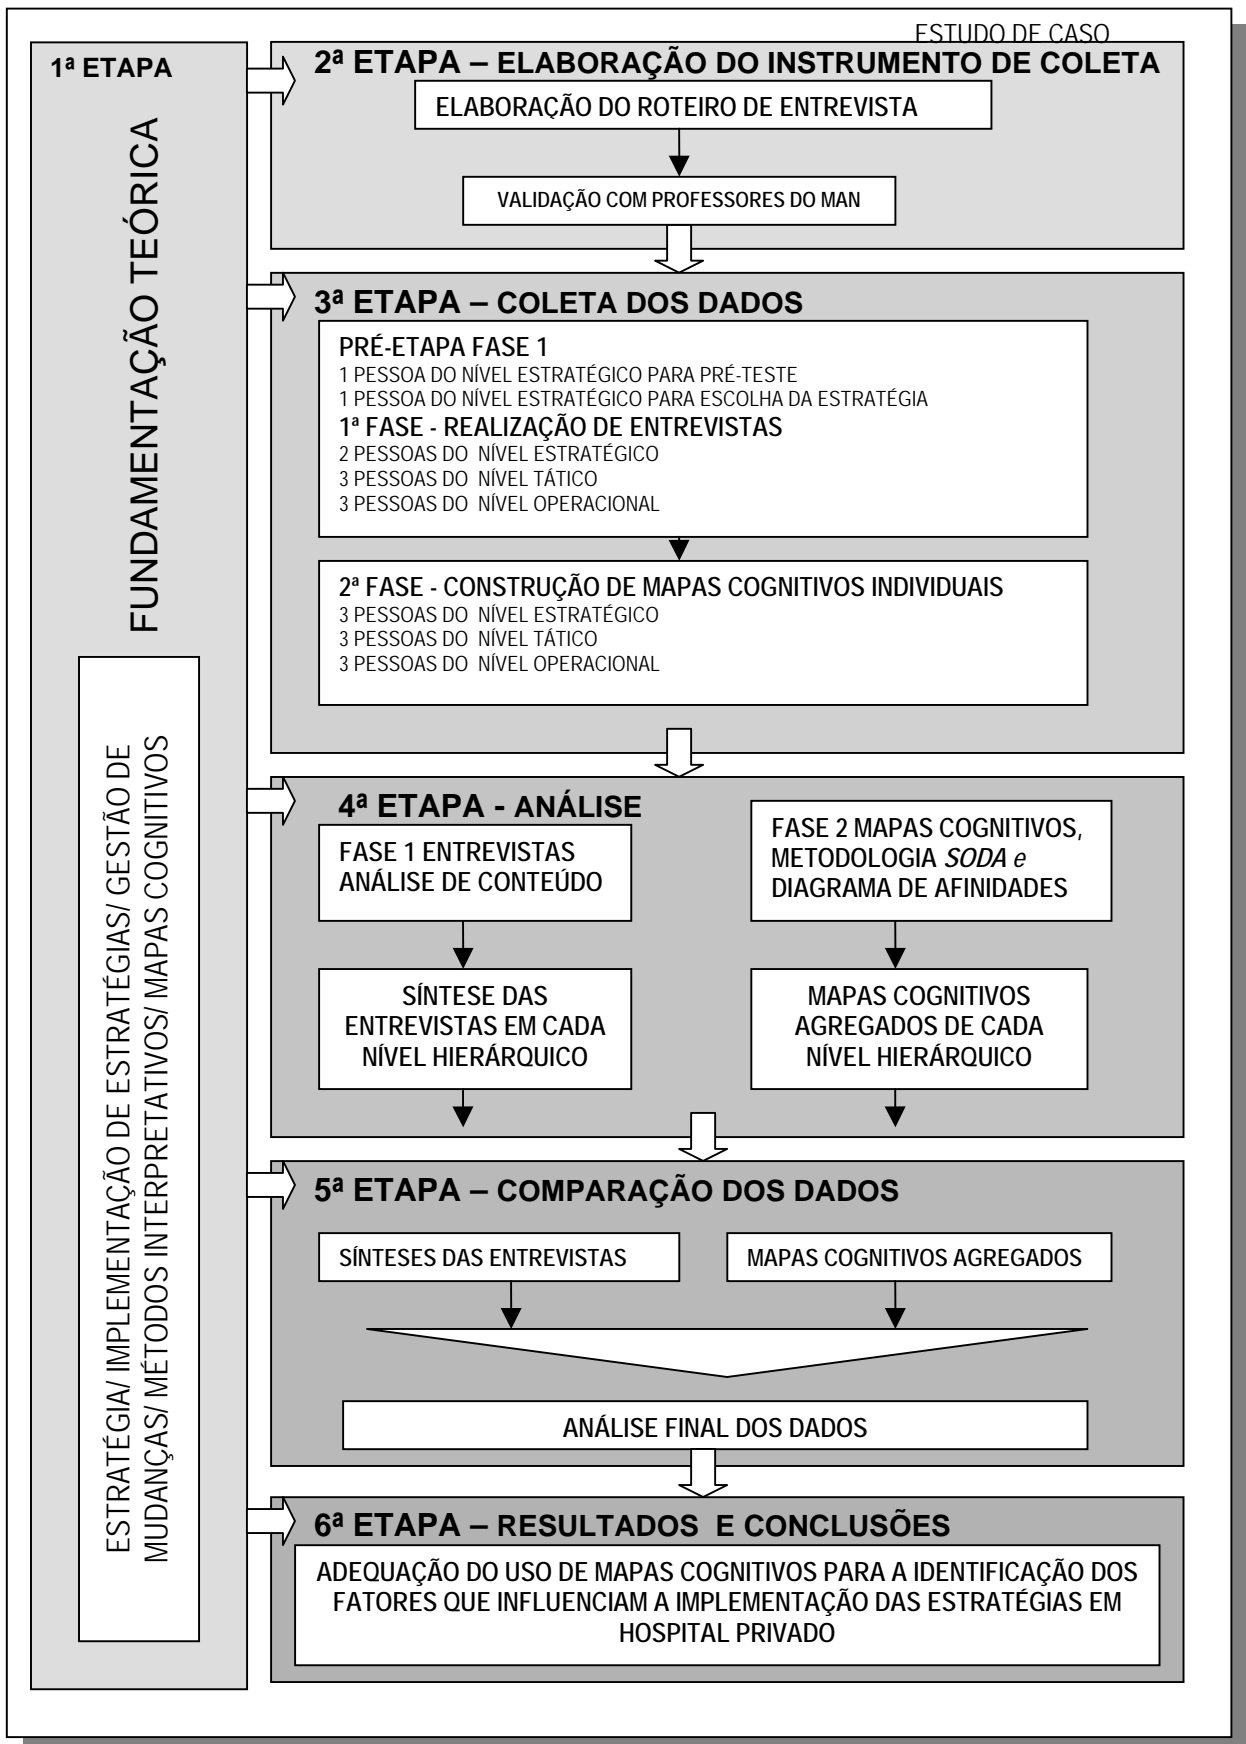 ESTUDO DE CASO
1ª ETAPA
FUNDAMENTAÇÃO TEÓRICA
ESTRATÉGIA/ IMPLEMENTAÇÃO DE ESTRATÉGIAS/ GESTÃO DE
MUDANÇAS/ MÉTODOS INTERPRETATIVOS/ MAPAS COGNITIVOS
2ª ETAPA – ELABORAÇÃO DO INSTRUMENTO DE COLETA
ELABORAÇÃO DO ROTEIRO DE ENTREVISTA
VALIDAÇÃO COM PROFESSORES DO MAN
3ª ETAPA – COLETA DOS DADOS
PRÉ-ETAPA FASE 1
1 PESSOA DO NÍVEL ESTRATÉGICO PARA PRÉ-TESTE
1 PESSOA DO NÍVEL ESTRATÉGICO PARA ESCOLHA DA ESTRATÉGIA
1ª FASE - REALIZAÇÃO DE ENTREVISTAS
2 PESSOAS DO NÍVEL ESTRATÉGICO
3 PESSOAS DO NÍVEL TÁTICO
3 PESSOAS DO NÍVEL OPERACIONAL
2ª FASE - CONSTRUÇÃO DE MAPAS COGNITIVOS INDIVIDUAIS
3 PESSOAS DO NÍVEL ESTRATÉGICO
3 PESSOAS DO NÍVEL TÁTICO
3 PESSOAS DO NÍVEL OPERACIONAL
4ª ETAPA - ANÁLISE
FASE 1 ENTREVISTAS
ANÁLISE DE CONTEÚDO
SÍNTESE DAS
ENTREVISTAS EM CADA
NÍVEL HIERÁRQUICO
FASE 2 MAPAS COGNITIVOS,
METODOLOGIA SODA e
DIAGRAMA DE AFINIDADES
MAPAS COGNITIVOS
AGREGADOS DE CADA
NÍVEL HIERÁRQUICO
5ª ETAPA – COMPARAÇÃO DOS DADOS
SÍNTESES DAS ENTREVISTAS
MAPAS COGNITIVOS AGREGADOS
ANÁLISE FINAL DOS DADOS
6ª ETAPA – RESULTADOS E CONCLUSÕES
ADEQUAÇÃO DO USO DE MAPAS COGNITIVOS PARA A IDENTIFICAÇÃO DOS
FATORES QUE INFLUENCIAM A IMPLEMENTAÇÃO DAS ESTRATÉGIAS EM
HOSPITAL PRIVADO